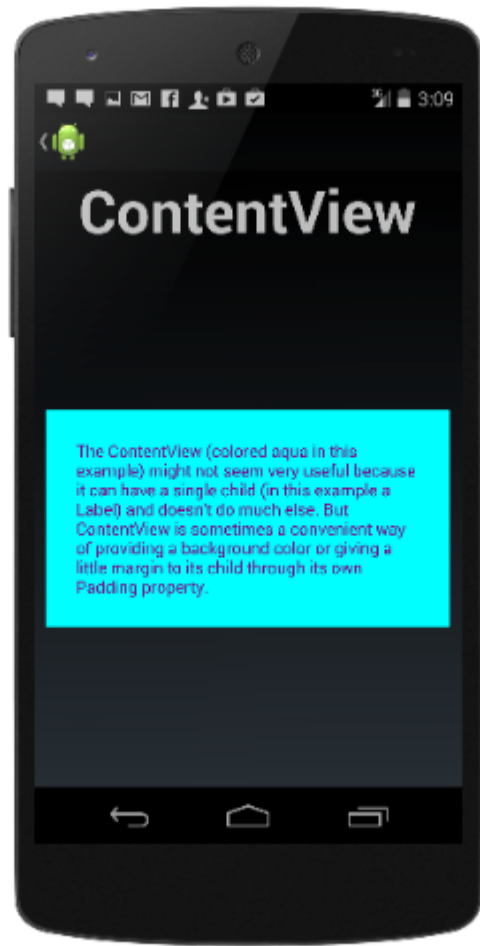 3G 3:09
ContentView
The ContentView (colored aqua in this
example) might not seem very useful because
it can have a single child (in this example a
Label) and doesn't do much else. But
ContentView is sometimes a convenient way
of providing a background color or giving a
little margin to its child through its own
Padding property.